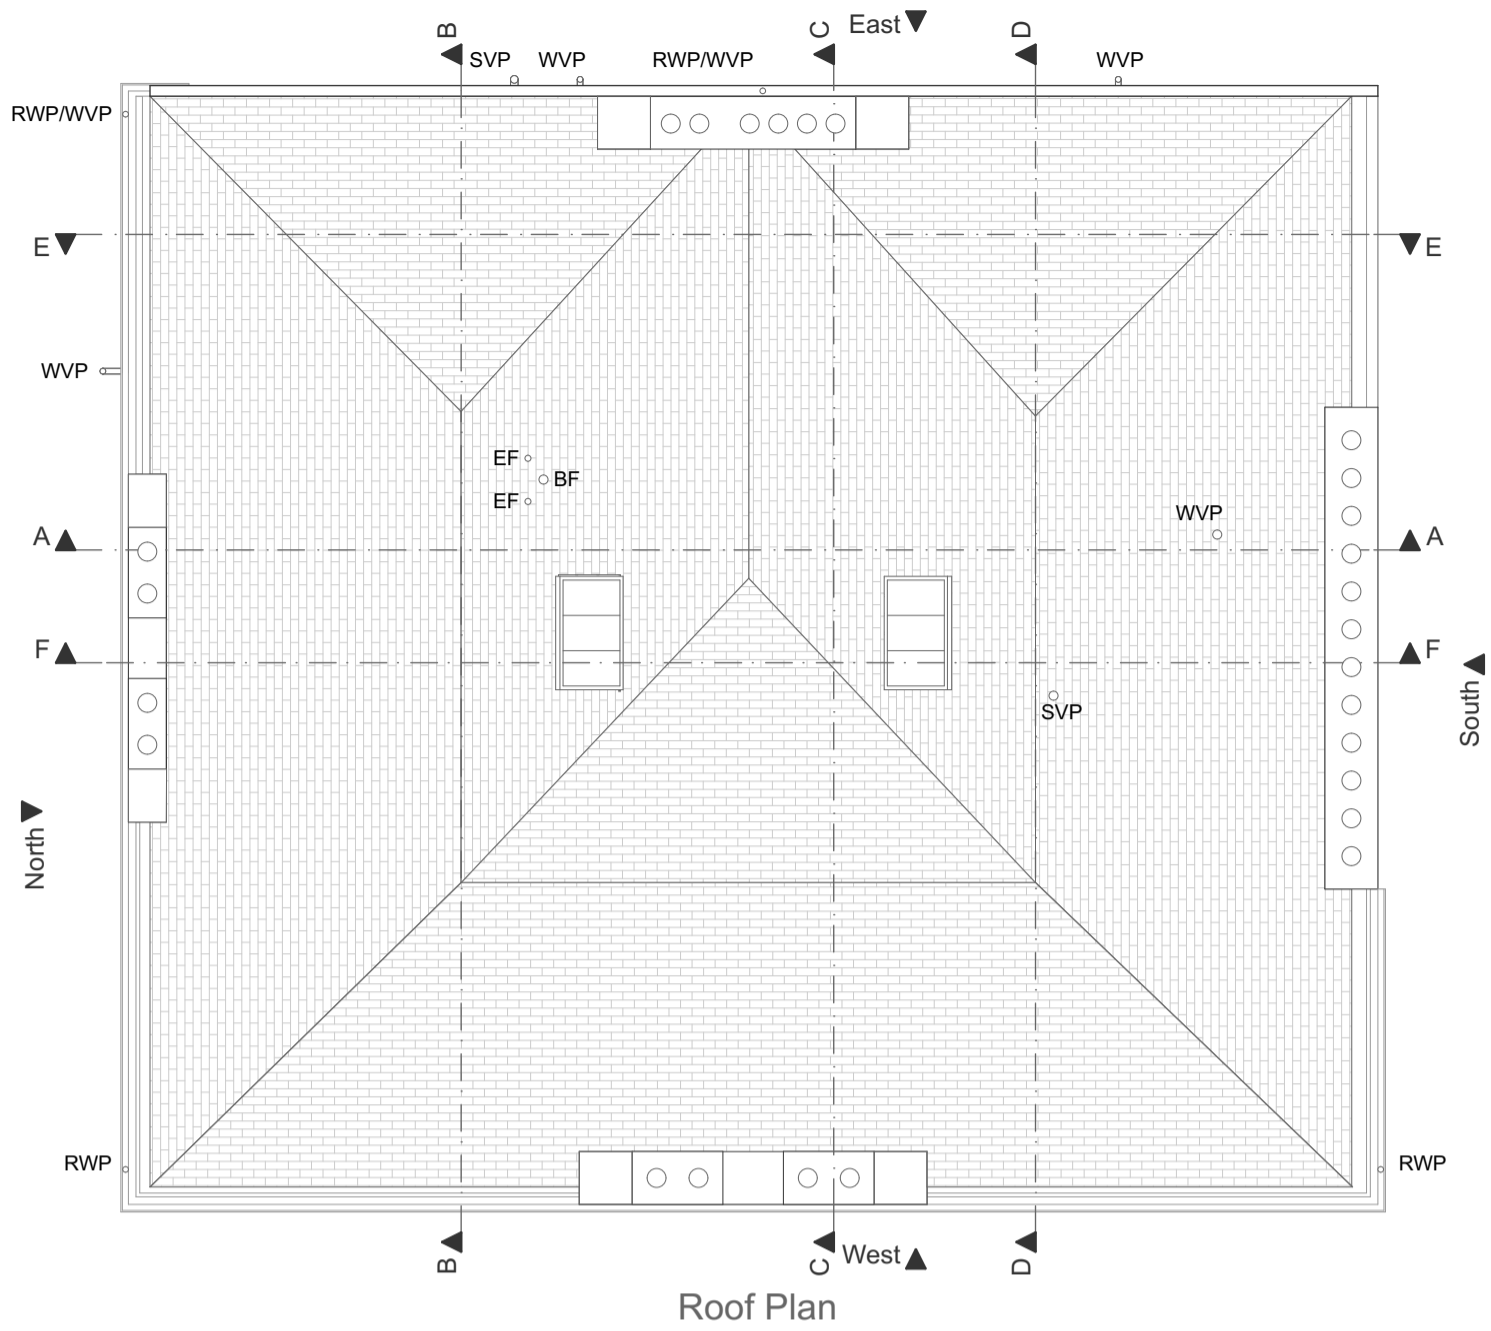 B
C
East
D
SVP
WVP
RWP/WVP
WVP
RWP/WVP
E
E
WVP
EF
BF
EF
WVP
A
A
F
F
SVP
South
North
RWP
RWP
B
C
West
D
Roof Plan